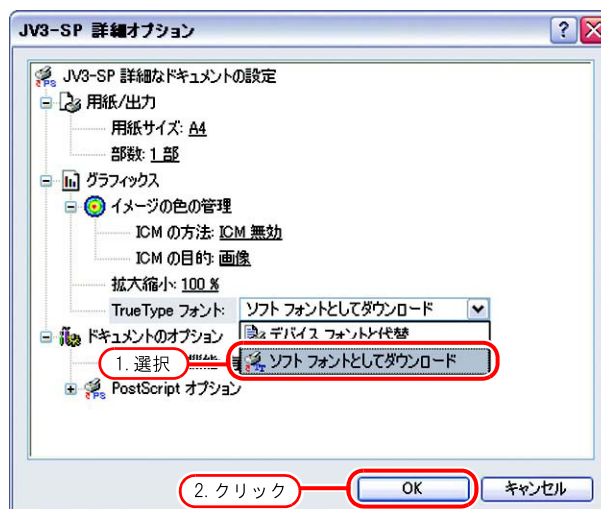 JV3-SP 詳細オプション
JV3-SP 詳細なドキュメントの設定
用紙/出力
用紙サイズ: A4
部数: 1 部
グラフィックス
イメージの色の管理
ICM の方法: ICM 無効
ICM の目的: 画像
拡大縮小: 100 %
TrueType フォント: ソフト フォントとしてダウンロード
ドキュメントのオプション
デバイス フォントと代替
1. 選択
ソフト フォントとしてダウンロード
PostScript オプション
2. クリック
OK
キャンセル